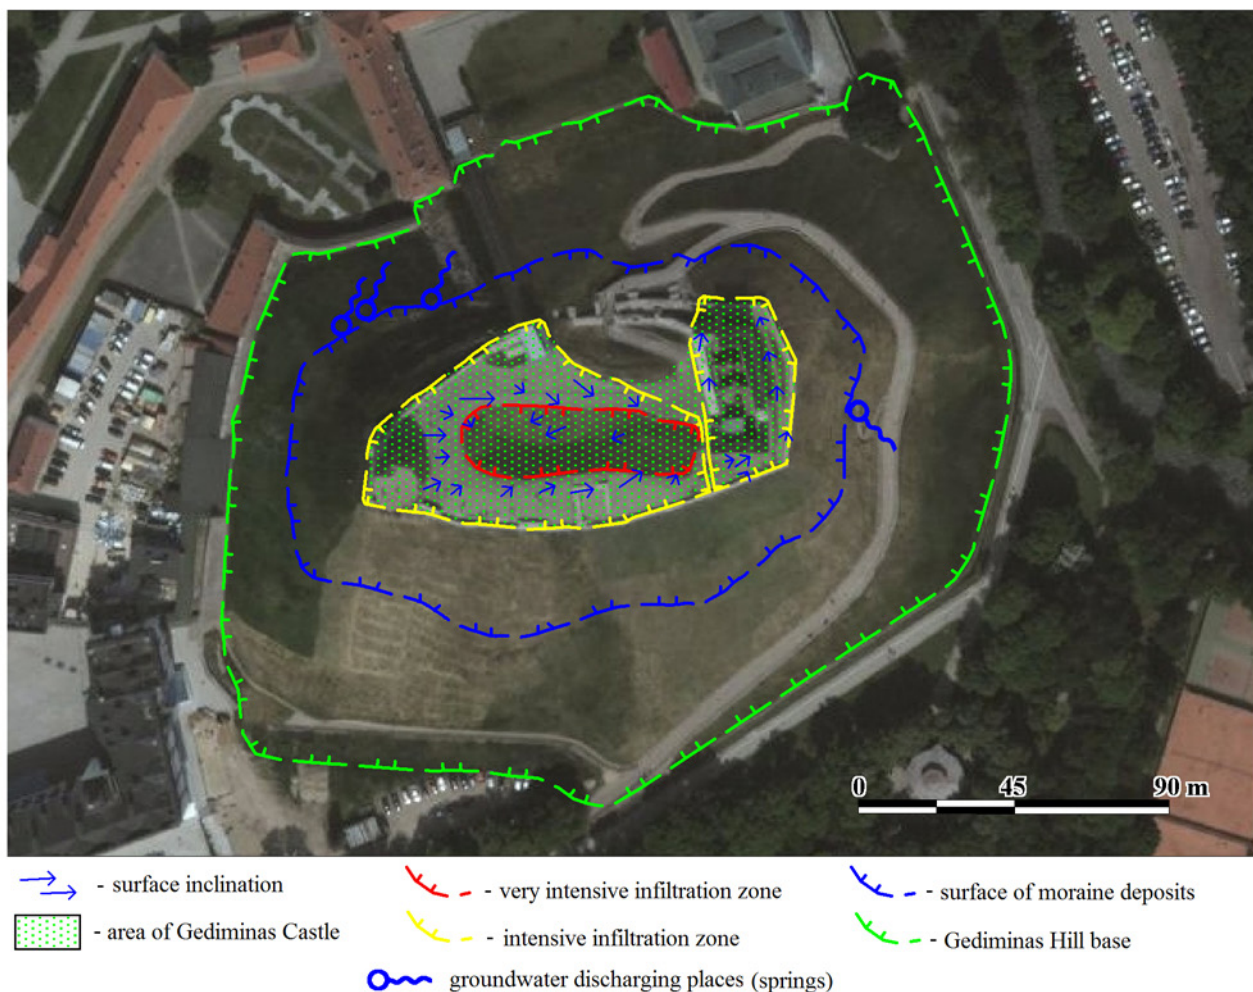 0 45 90 m
- surface inclination
- very intensive infiltration zone
- surface of moraine deposits
- area of Gediminas Castle
- intensive infiltration zone
- Gediminas Hill base
groundwater discharging places (springs)